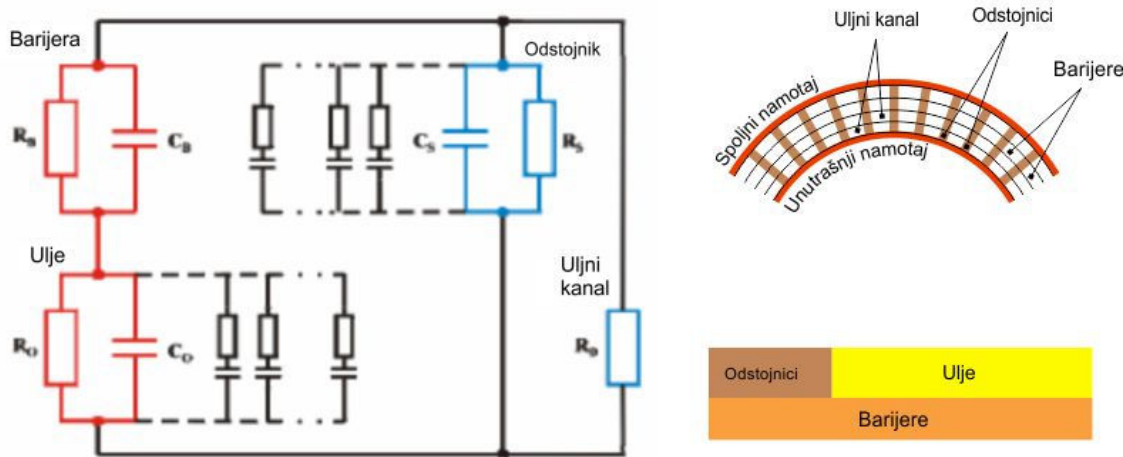 Barijera
R_B
C_B
Odstojnik
C_S
R_S
Ulje
R_O
C_O
Uljni
kanal
R_0
Uljni kanal
Odstojnici
Barijere
Spoljni namotaj
Unutrašnji namotaj
Odstojnici
Ulje
Barijere